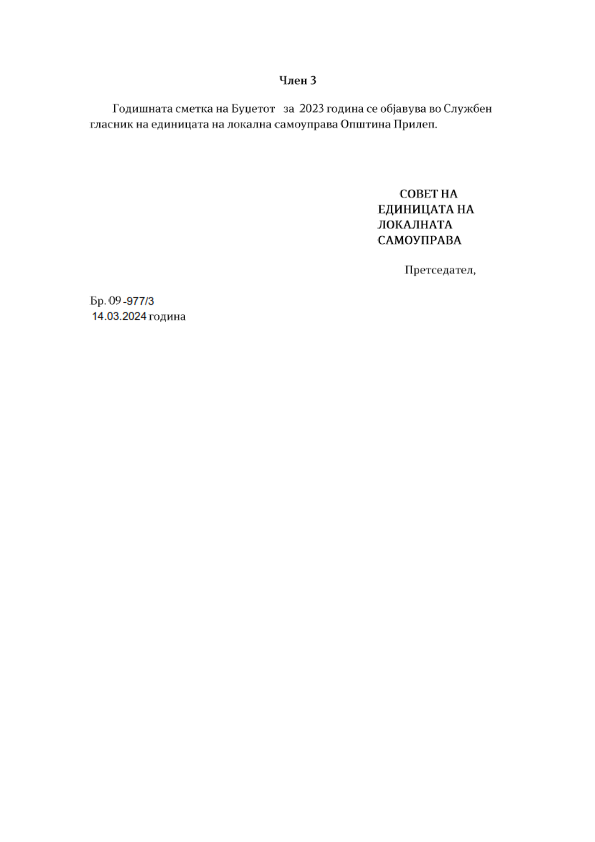 Член 3
Годишната сметка на Буџетот за 2023 година се објавува во Службен
гласник на единицата на локална самоуправа Општина Прилеп.
СОВЕТ НА
ЕДИНИЦАТА НА
ЛОКАЛНАТА
САМОУПРАВА
Претседател,
Бр. 09 -977/3
14.03.2024 година